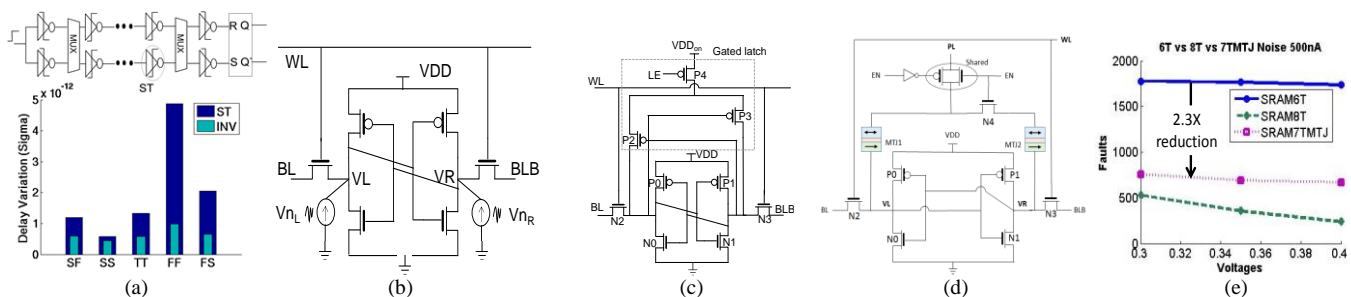 MUX
MUX
R Q
S Q
ST
x 10^-12
5
4
3
2
1
0
Delay Variation (Sigma)
ST
INV
SF
SS
TT
FF
FS
(a)
WL
VDD
BL
VL
VR
BLB
Vn_L
Vn_R
(b)
VDD_on
Gated latch
LE
P4
WL
P3
P2
VDD
P0
P1
BL
BLB
N2
N3
N0
N1
(c)
WL
PL
Shared
EN
EN
N4
MTJ1
MTJ2
VDD
P0
P1
BL
N2
VL
VR
N3
BLB
N0
N1
(d)
6T vs 8T vs 7TMTJ Noise 500nA
2000
1500
1000
500
0
Faults
SRAM6T
SRAM8T
SRAM7TMTJ
2.3X
reduction
0.3
0.32
0.34
0.36
0.38
0.4
Voltages
(e)